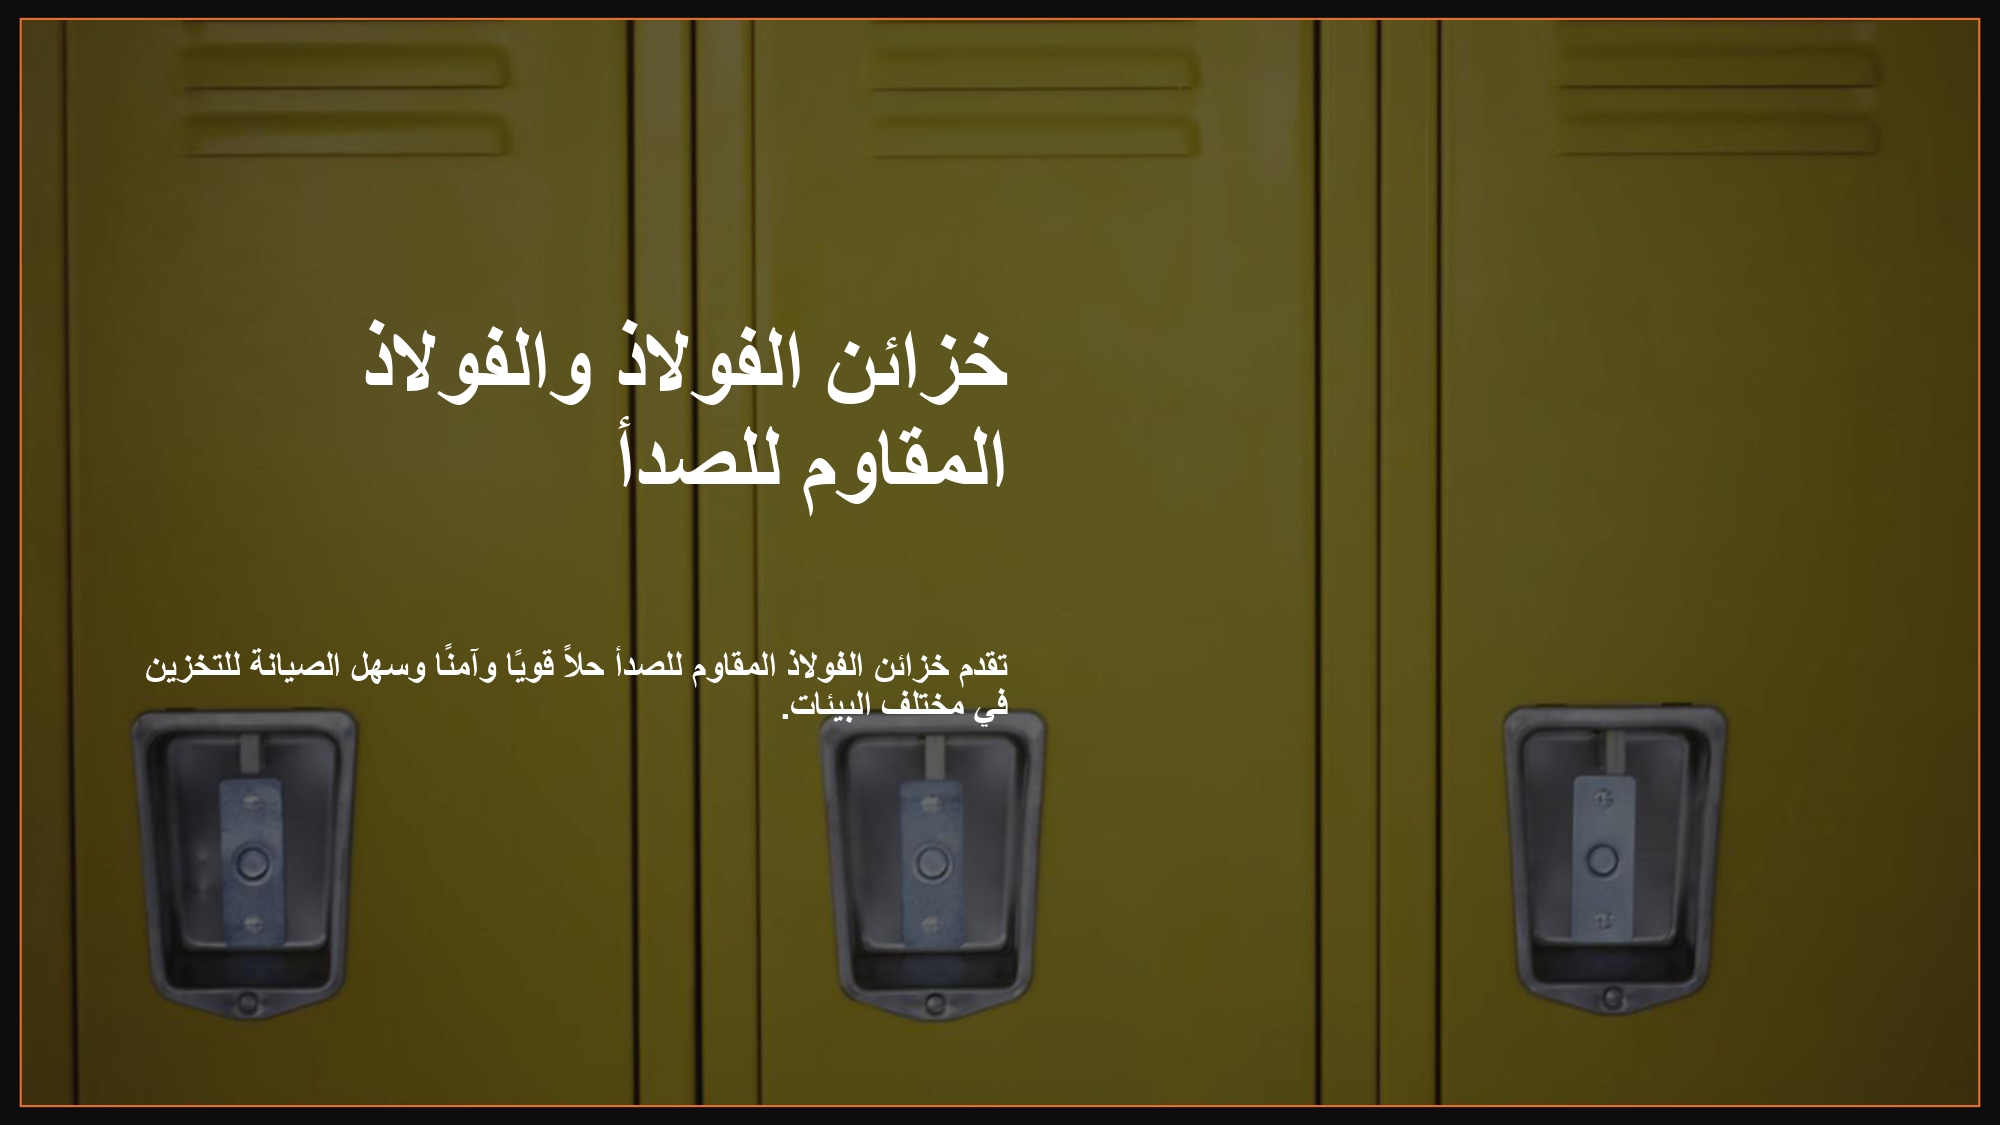 خزائن الفولاذ والفولاذ
المقاوم للصدأ
تقدم خزائن الفولاذ المقاوم للصدأ حلاً قويًا وآمنًا وسهل الصيانة للتخزين
في مختلف البيئات.